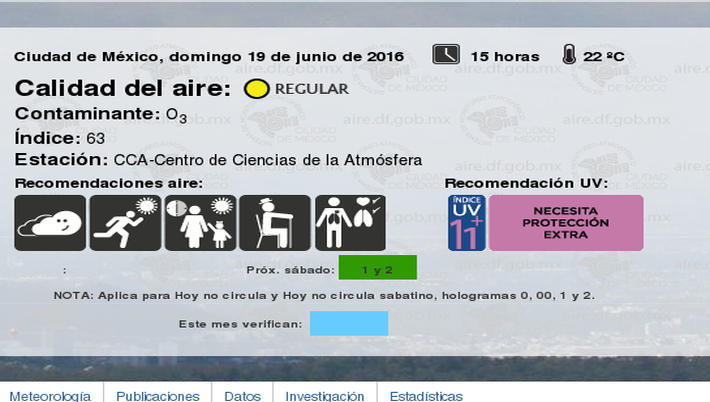 Ciudad de México, domingo 19 de junio de 2016 15 horas 22 ºC
Calidad del aire: REGULAR
Contaminante: O3
Índice: 63
Estación: CCA-Centro de Ciencias de la Atmósfera
Recomendaciones aire: Recomendación UV:
ÍNDICE
UV
11+
NECESITA
PROTECCIÓN
EXTRA
: Próx. sábado: 1 y 2
NOTA: Aplica para Hoy no circula y Hoy no circula sabatino, hologramas 0, 00, 1 y 2.
Este mes verifican:
Meteorología Publicaciones Datos Investigación Estadísticas
aire.df.gob.mx
CIUDAD
DE MÉXICO